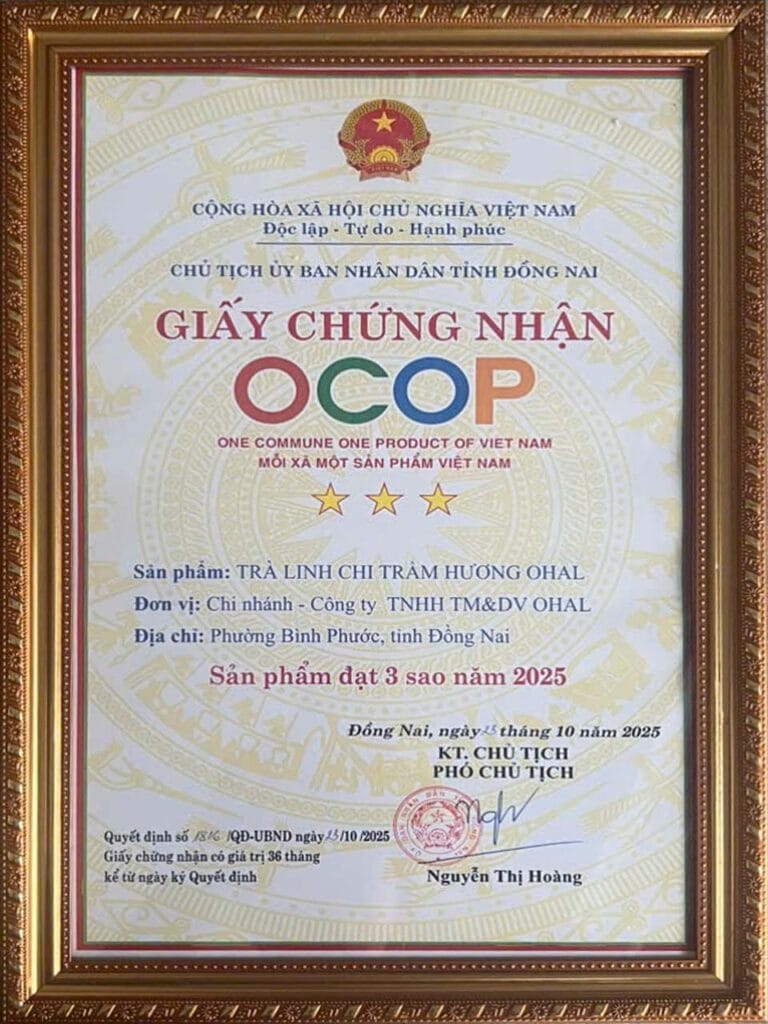 CỘNG HÒA XÃ HỘI CHỦ NGHĨA VIỆT NAM
Độc lập - Tự do - Hạnh phúc
CHỦ TỊCH ỦY BAN NHÂN DÂN TỈNH ĐỒNG NAI
GIẤY CHỨNG NHẬN
OCOP
ONE COMMUNE ONE PRODUCT OF VIET NAM
MỖI XÃ MỘT SẢN PHẨM VIỆT NAM
Sản phẩm: TRÀ LINH CHI TRẦM HƯƠNG OHAL
Đơn vị: Chi nhánh - Công ty TNHH TM&DV OHAL
Địa chỉ: Phường Bình Phước, tỉnh Đồng Nai
Sản phẩm đạt 3 sao năm 2025
Đồng Nai, ngày 23 tháng 10 năm 2025
KT. CHỦ TỊCH
PHÓ CHỦ TỊCH
Quyết định số 1816 /QĐ-UBND ngày 23/10/2025
Giấy chứng nhận có giá trị 36 tháng
kể từ ngày ký Quyết định
Nguyễn Thị Hoàng